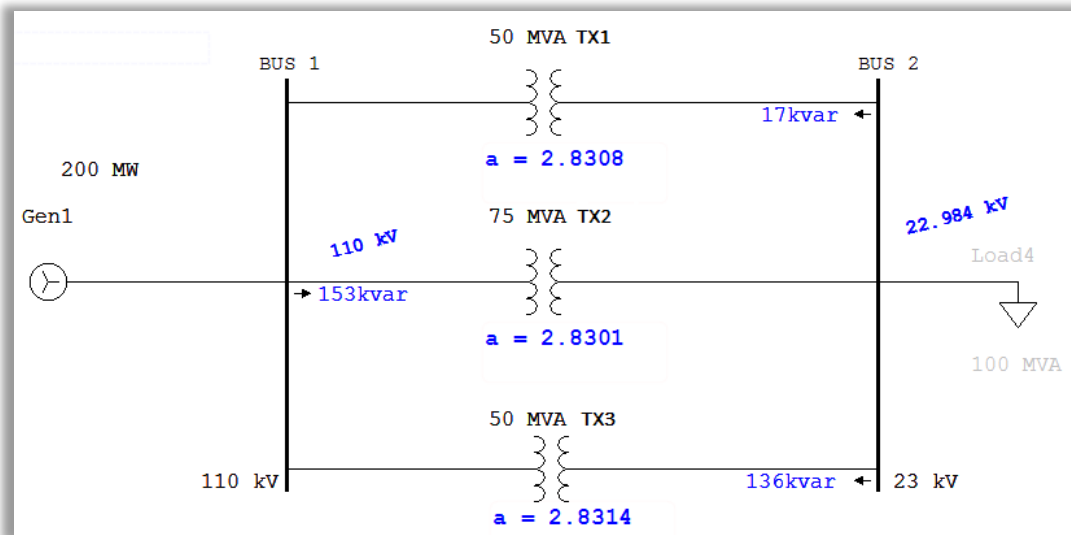 50 MVA TX1
BUS 1
BUS 2
17kvar
a = 2.8308
200 MW
75 MVA TX2
Gen1
110 kV
22.984 kV
Load4
153kvar
a = 2.8301
100 MVA
50 MVA TX3
110 kV
136kvar
23 kV
a = 2.8314